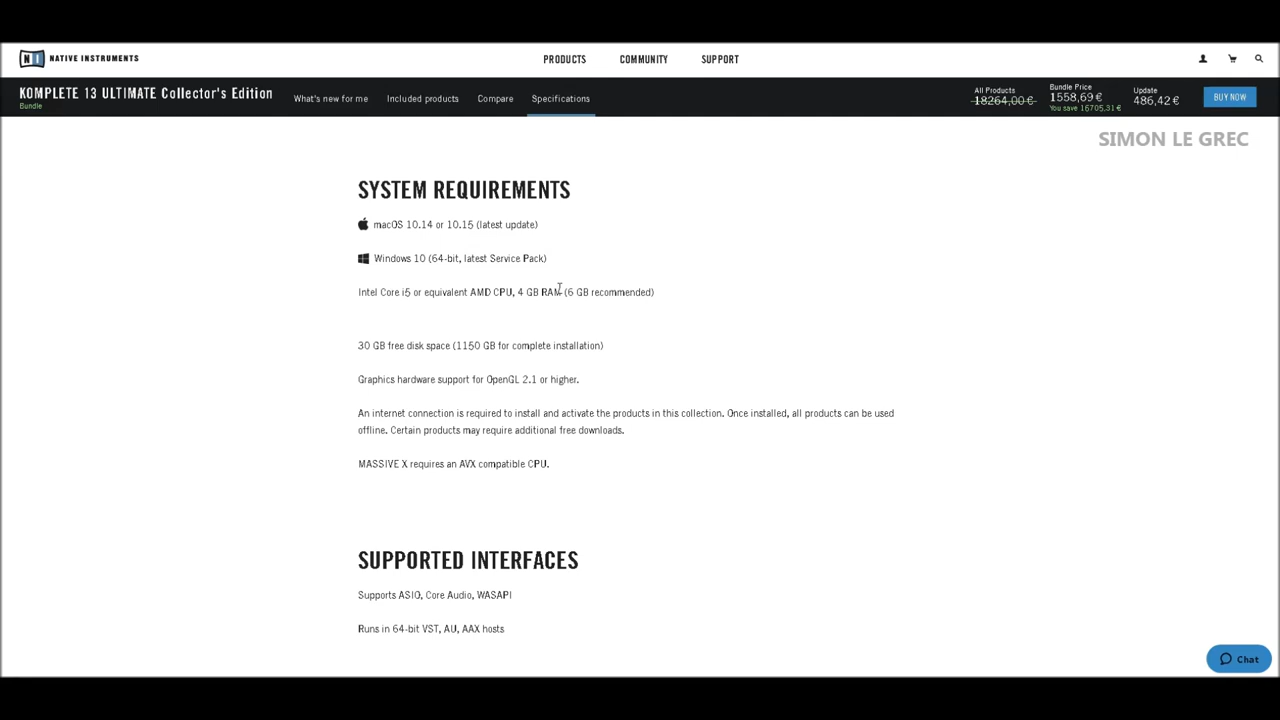 NI NATIVE INSTRUMENTS
PRODUCTS COMMUNITY SUPPORT
KOMPLETE 13 ULTIMATE Collector's Edition
Bundle
What's new for me Included products Compare Specifications
All Products
18264,00 €
Bundle Price
1558,69 €
You save 16705,31 €
Update
486,42 €
BUY NOW
SIMON LE GREC
SYSTEM REQUIREMENTS
macOS 10.14 or 10.15 (latest update)
Windows 10 (64-bit, latest Service Pack)
Intel Core i5 or equivalent AMD CPU, 4 GB RAM (6 GB recommended)
30 GB free disk space (1150 GB for complete installation)
Graphics hardware support for OpenGL 2.1 or higher.
An internet connection is required to install and activate the products in this collection. Once installed, all products can be used
offline. Certain products may require additional free downloads.
MASSIVE X requires an AVX compatible CPU.
SUPPORTED INTERFACES
Supports ASIO, Core Audio, WASAPI
Runs in 64-bit VST, AU, AAX hosts
Chat